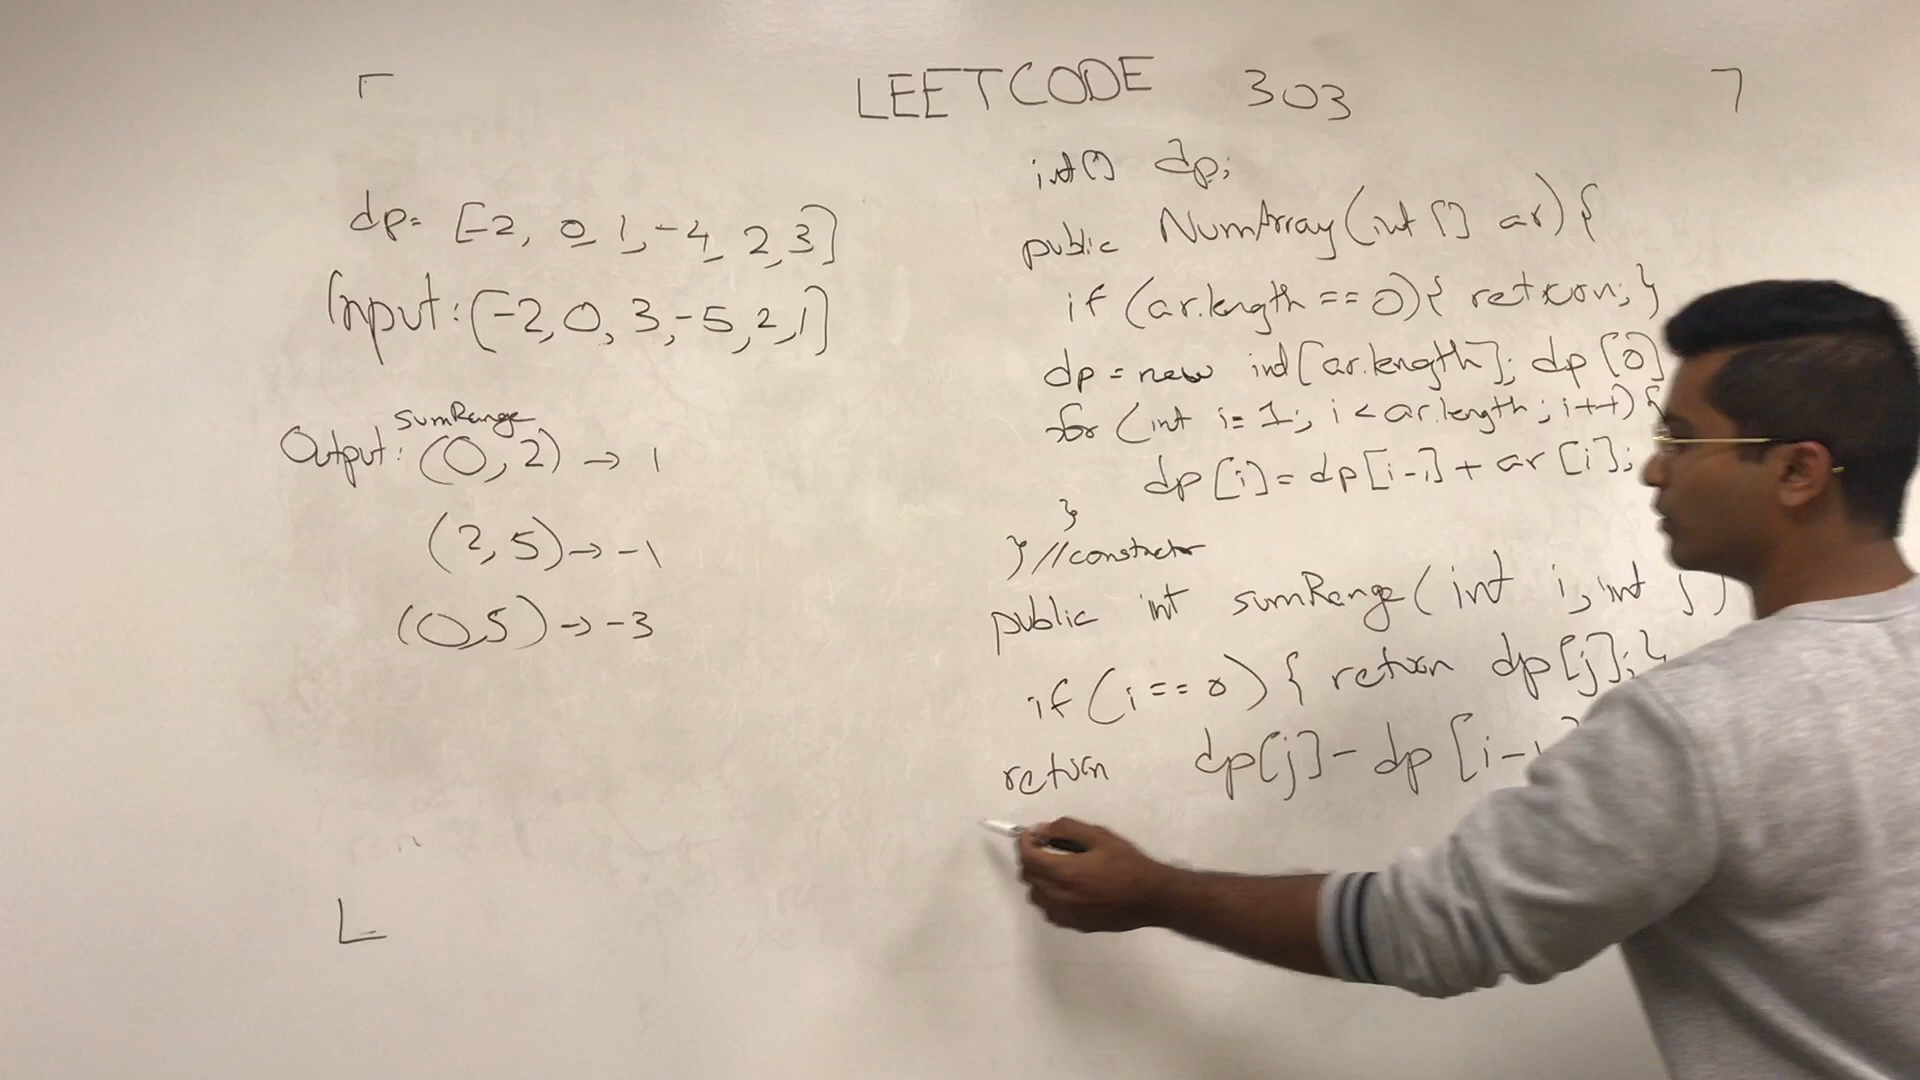 LEETCODE 303
dp= [-2, 0, 1, -4, 2, 3]
Input: [-2, 0, 3, -5, 2, 1]
sumRange
Output: (0, 2) → 1
(2, 5) → -1
(0,5) → -3
int[] dp;
public NumArray(int [] ar) {
if (ar.length == 0){ return; }
dp = new int[ar.length]; dp [0]
for (int i= 1; i < ar.length; i++) {
dp [i] = dp [i-1] + ar [i];
}
} //constructor
public int sumRange( int i, int j )
if (i == 0) { return dp[j]; }
return dp[j] - dp [i-1